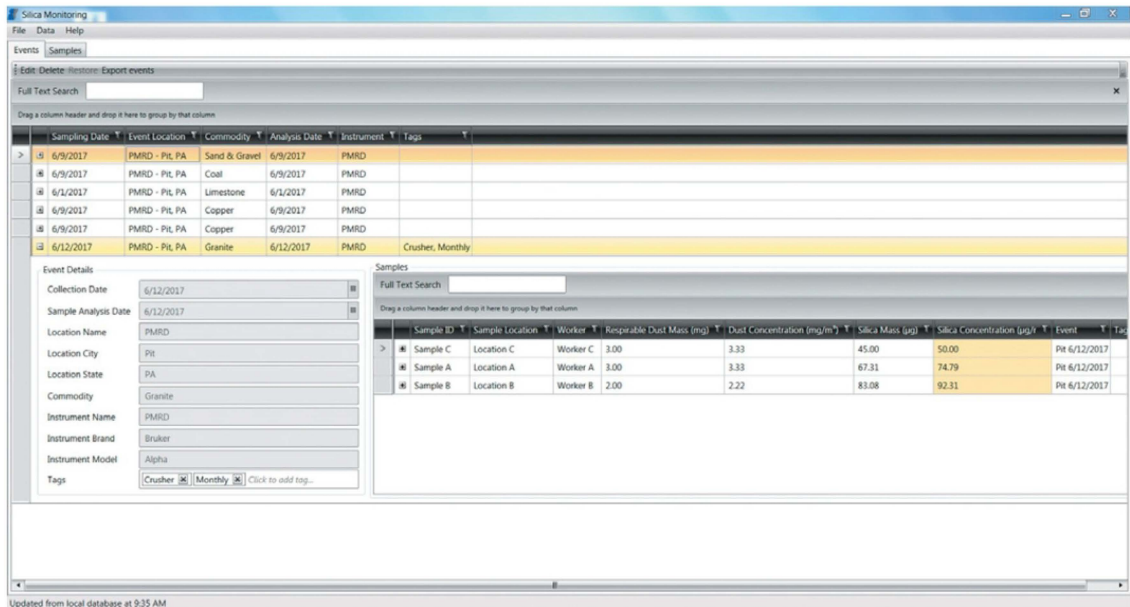 Silica Monitoring
File Data Help
Events Samples
Edit Delete Restore Export events
Full Text Search
Drag a column header and drop it here to group by that column
Sampling Date Event Location Commodity Analysis Date Instrument Tags
6/9/2017 PMRD - Pit, PA Sand & Gravel 6/9/2017 PMRD
6/9/2017 PMRD - Pit, PA Coal 6/9/2017 PMRD
6/1/2017 PMRD - Pit, PA Limestone 6/1/2017 PMRD
6/9/2017 PMRD - Pit, PA Copper 6/9/2017 PMRD
6/9/2017 PMRD - Pit, PA Copper 6/9/2017 PMRD
6/12/2017 PMRD - Pit, PA Granite 6/12/2017 PMRD Crusher, Monthly
Event Details
Collection Date 6/12/2017
Sample Analysis Date 6/12/2017
Location Name PMRD
Location City Pit
Location State PA
Commodity Granite
Instrument Name PMRD
Instrument Brand Bruker
Instrument Model Alpha
Tags Crusher Monthly Click to add tag...
Samples
Full Text Search
Drag a column header and drop it here to group by that column
Sample ID Sample Location Worker Respirable Dust Mass (mg) Dust Concentration (mg/m³) Silica Mass (µg) Silica Concentration (µg/r Event Tag
Sample C Location C Worker C 3.00 3.33 45.00 50.00 Pit 6/12/2017
Sample A Location A Worker A 3.00 3.33 67.31 74.79 Pit 6/12/2017
Sample B Location B Worker B 2.00 2.22 83.08 92.31 Pit 6/12/2017
Updated from local database at 9:35 AM